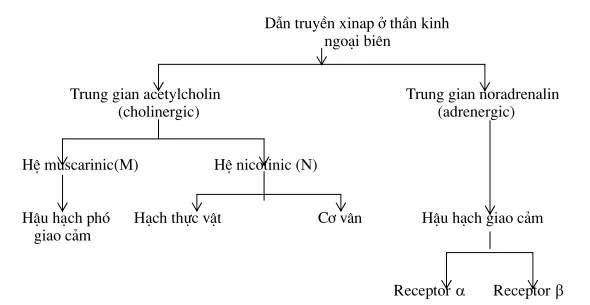 Dẫn truyền xinap ở thần kinh
ngoại biên
Trung gian acetylcholin
(cholinergic)
Trung gian noradrenalin
(adrenergic)
Hệ muscarinic(M)
Hệ nicotinic (N)
Hậu hạch phó
giao cảm
Hạch thực vật
Cơ vân
Hậu hạch giao cảm
Receptor α
Receptor β